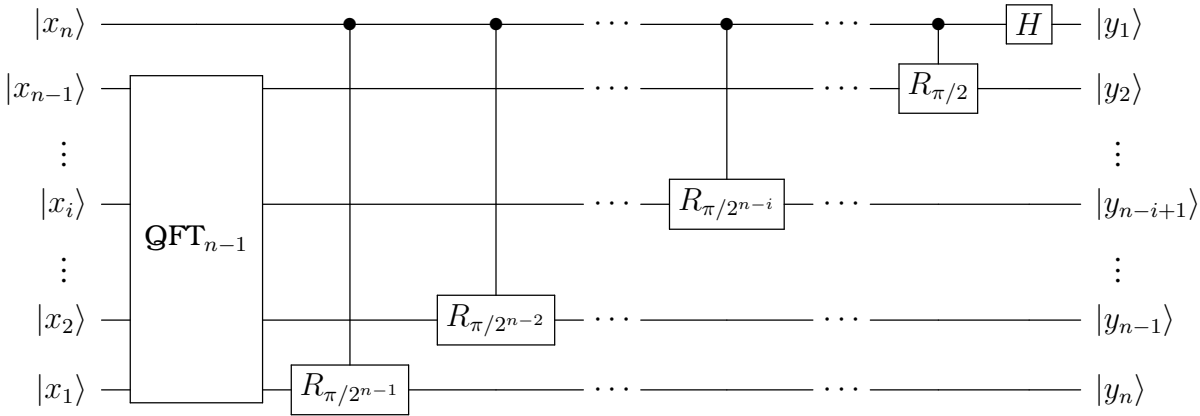 |x_n⟩ ⋯ ⋯ H |y_1⟩
|x_{n−1}⟩ ⋯ ⋯ R_{π/2} |y_2⟩
⋮ ⋮
|x_i⟩ ⋯ R_{π/2^{n−i}} ⋯ |y_{n−i+1}⟩
QFT_{n−1}
⋮ ⋮
|x_2⟩ R_{π/2^{n−2}} ⋯ ⋯ |y_{n−1}⟩
|x_1⟩ R_{π/2^{n−1}} ⋯ ⋯ |y_n⟩